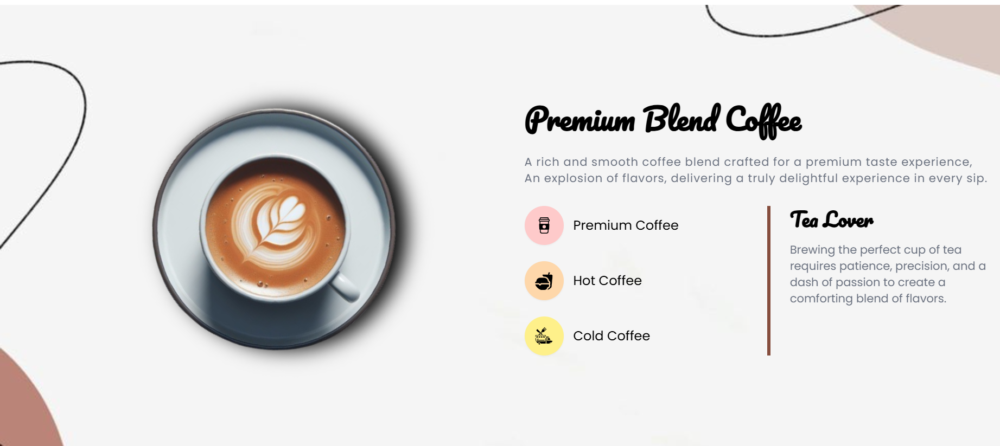 Premium Blend Coffee
A rich and smooth coffee blend crafted for a premium taste experience,
An explosion of flavors, delivering a truly delightful experience in every sip.
Premium Coffee
Hot Coffee
Cold Coffee
Tea Lover
Brewing the perfect cup of tea
requires patience, precision, and a
dash of passion to create a
comforting blend of flavors.